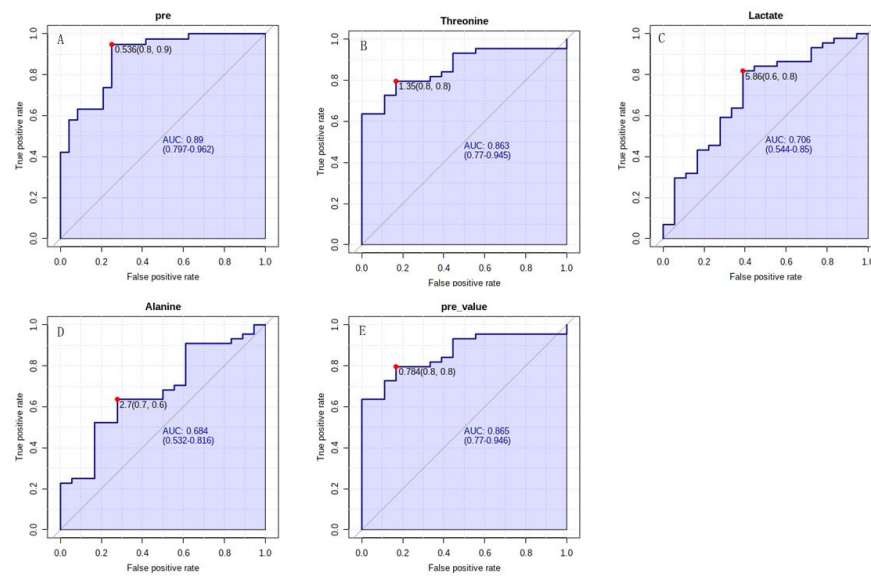 pre
A
0.536(0.8, 0.9)
AUC: 0.89
(0.797-0.962)
True positive rate
0.0 0.2 0.4 0.6 0.8 1.0
0.0 0.2 0.4 0.6 0.8 1.0
False positive rate
Threonine
B
1.35(0.8, 0.8)
AUC: 0.863
(0.77-0.945)
True positive rate
0.0 0.2 0.4 0.6 0.8 1.0
0.0 0.2 0.4 0.6 0.8 1.0
False positive rate
Lactate
C
5.86(0.6, 0.8)
AUC: 0.706
(0.544-0.85)
True positive rate
0.0 0.2 0.4 0.6 0.8 1.0
0.0 0.2 0.4 0.6 0.8 1.0
False positive rate
Alanine
D
2.7(0.7, 0.6)
AUC: 0.684
(0.532-0.816)
True positive rate
0.0 0.2 0.4 0.6 0.8 1.0
0.0 0.2 0.4 0.6 0.8 1.0
False positive rate
pre_value
E
0.784(0.8, 0.8)
AUC: 0.865
(0.77-0.946)
True positive rate
0.0 0.2 0.4 0.6 0.8 1.0
0.0 0.2 0.4 0.6 0.8 1.0
False positive rate